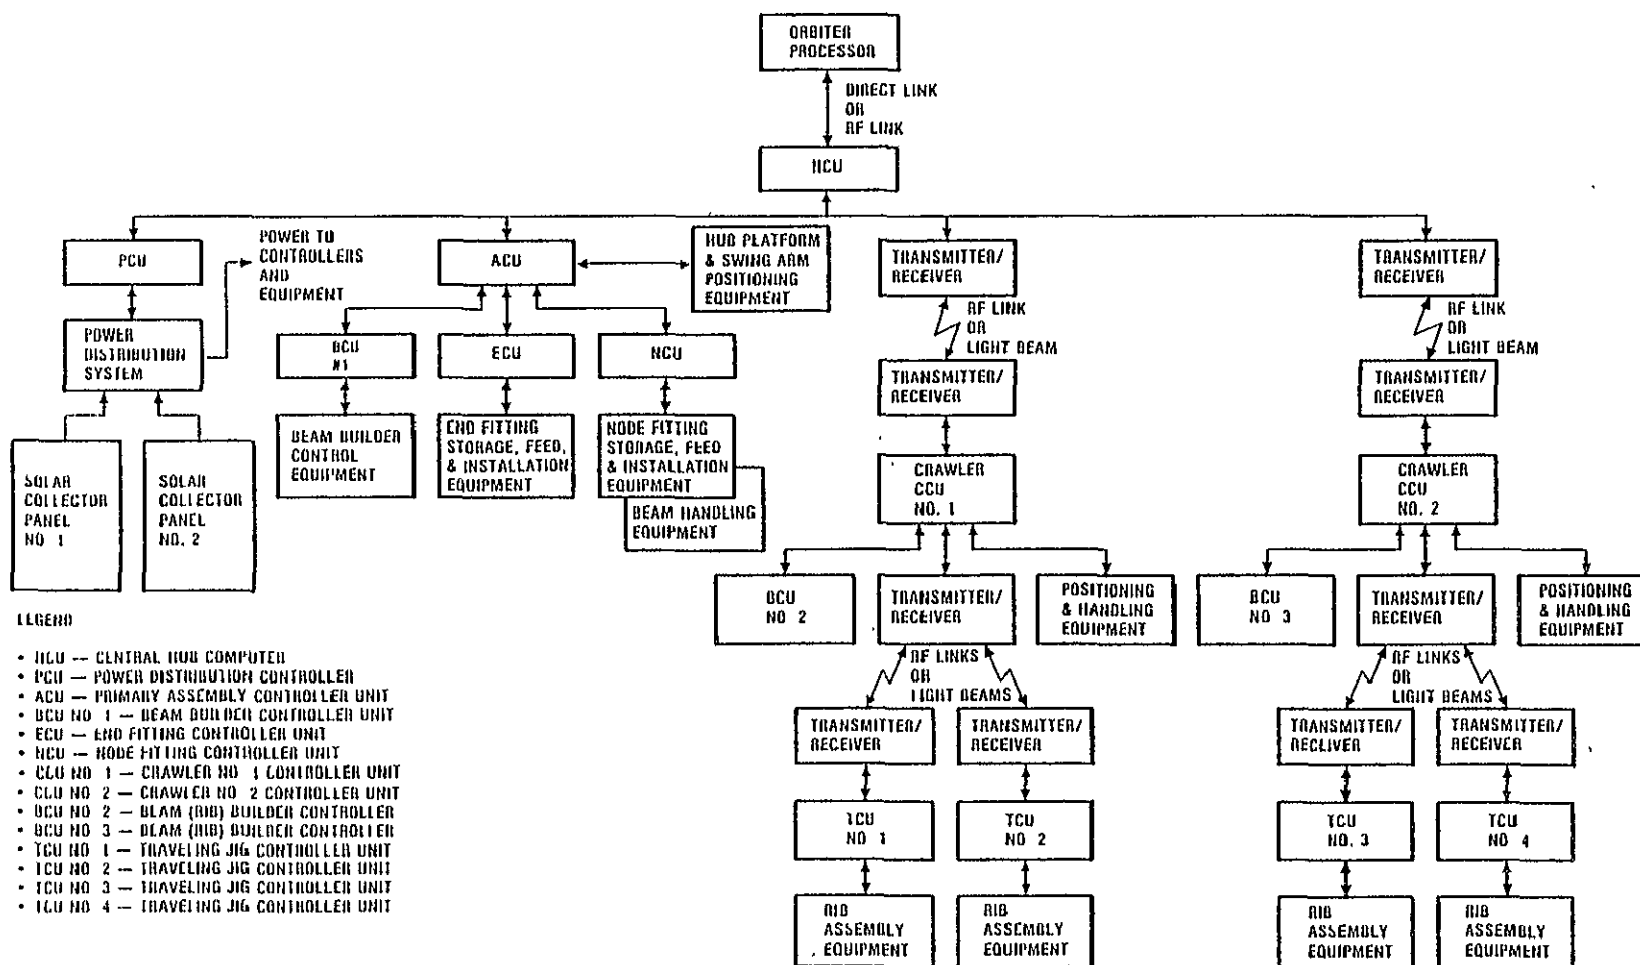 ORBITER
PROCESSOR
DIRECT LINK
OR
RF LINK
HCU
PCU
POWER TO
CONTROLLERS
AND
EQUIPMENT
ACU
HUB PLATFORM
& SWING ARM
POSITIONING
EQUIPMENT
TRANSMITTER/
RECEIVER
TRANSMITTER/
RECEIVER
RF LINK
OR
LIGHT BEAM
RF LINK
OR
LIGHT BEAM
POWER
DISTRIBUTION
SYSTEM
BCU
#1
ECU
NCU
TRANSMITTER/
RECEIVER
TRANSMITTER/
RECEIVER
SOLAR
COLLECTOR
PANEL
NO 1
SOLAR
COLLECTOR
PANEL
NO. 2
BEAM BUILDER
CONTROL
EQUIPMENT
END FITTING
STORAGE, FEED,
& INSTALLATION
EQUIPMENT
NODE FITTING
STORAGE, FEED
& INSTALLATION
EQUIPMENT
BEAM HANDLING
EQUIPMENT
CRAWLER
CCU
NO. 1
CRAWLER
CCU
NO. 2
BCU
NO 2
TRANSMITTER/
RECEIVER
POSITIONING
& HANDLING
EQUIPMENT
BCU
NO 3
TRANSMITTER/
RECEIVER
POSITIONING
& HANDLING
EQUIPMENT
RF LINKS
OR
LIGHT BEAMS
RF LINKS
OR
LIGHT BEAMS
TRANSMITTER/
RECEIVER
TRANSMITTER/
RECEIVER
TRANSMITTER/
RECEIVER
TRANSMITTER/
RECEIVER
TCU
NO 1
TCU
NO 2
TCU
NO. 3
TCU
NO 4
RIB
ASSEMBLY
EQUIPMENT
RIB
ASSEMBLY
EQUIPMENT
RIB
ASSEMBLY
EQUIPMENT
RIB
ASSEMBLY
EQUIPMENT
LEGEND
• HCU -- CENTRAL HUB COMPUTER
• PCU — POWER DISTRIBUTION CONTROLLER
• ACU — PRIMARY ASSEMBLY CONTROLLER UNIT
• BCU NO 1 — BEAM BUILDER CONTROLLER UNIT
• ECU — END FITTING CONTROLLER UNIT
• NCU — NODE FITTING CONTROLLER UNIT
• CCU NO 1 — CRAWLER NO 1 CONTROLLER UNIT
• CCU NO 2 — CRAWLER NO 2 CONTROLLER UNIT
• BCU NO 2 — BEAM (RIB) BUILDER CONTROLLER
• BCU NO 3 — BEAM (RIB) BUILDER CONTROLLER
• TCU NO 1 — TRAVELING JIG CONTROLLER UNIT
• TCU NO 2 — TRAVELING JIG CONTROLLER UNIT
• TCU NO 3 — TRAVELING JIG CONTROLLER UNIT
• TCU NO 4 — TRAVELING JIG CONTROLLER UNIT